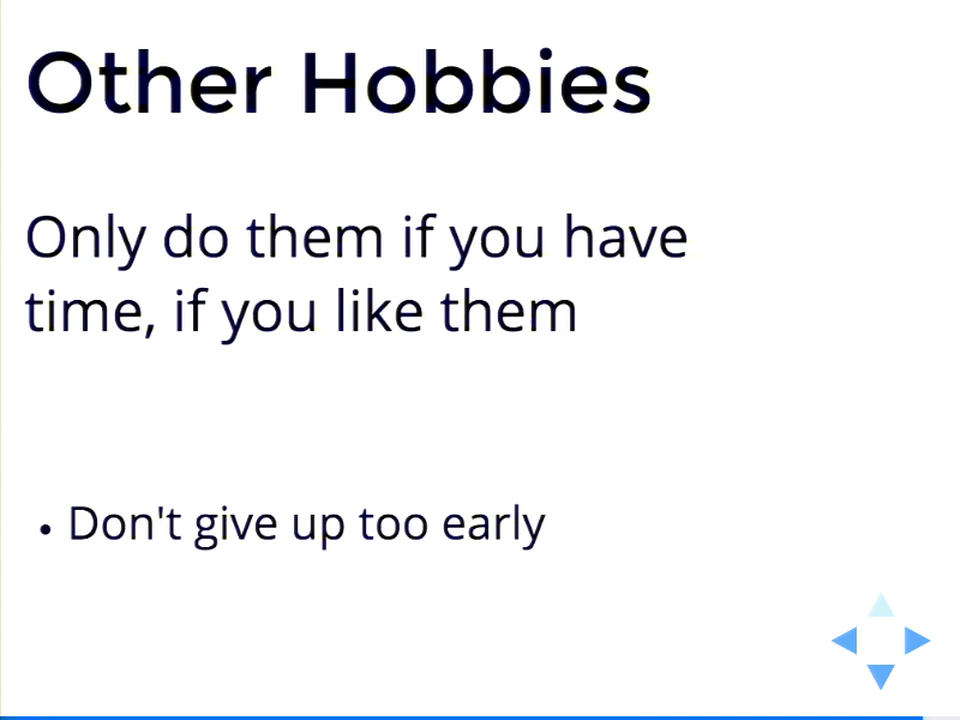 Other Hobbies
Only do them if you have
time, if you like them
• Don't give up too early